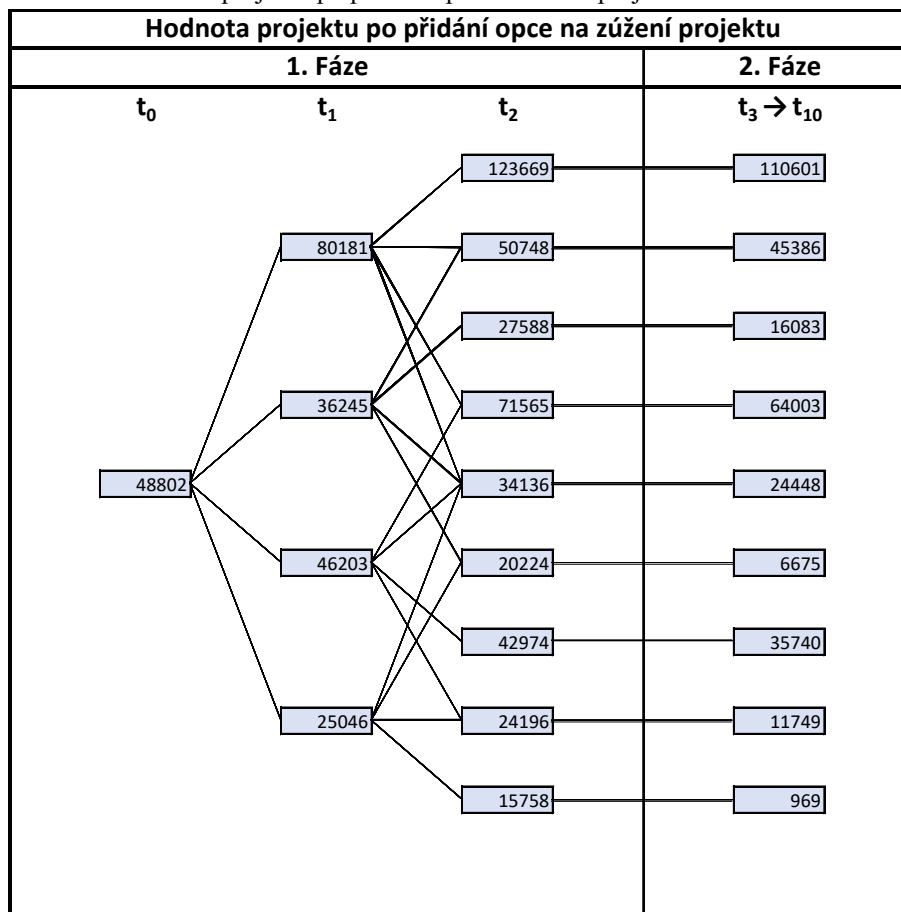 Hodnota projektu po přidání opce na zúžení projektu
1. Fáze 2. Fáze
t0 t1 t2 t3 → t10
123669 110601
80181 50748 45386
27588 16083
36245 71565 64003
48802 34136 24448
46203 20224 6675
42974 35740
25046 24196 11749
15758 969